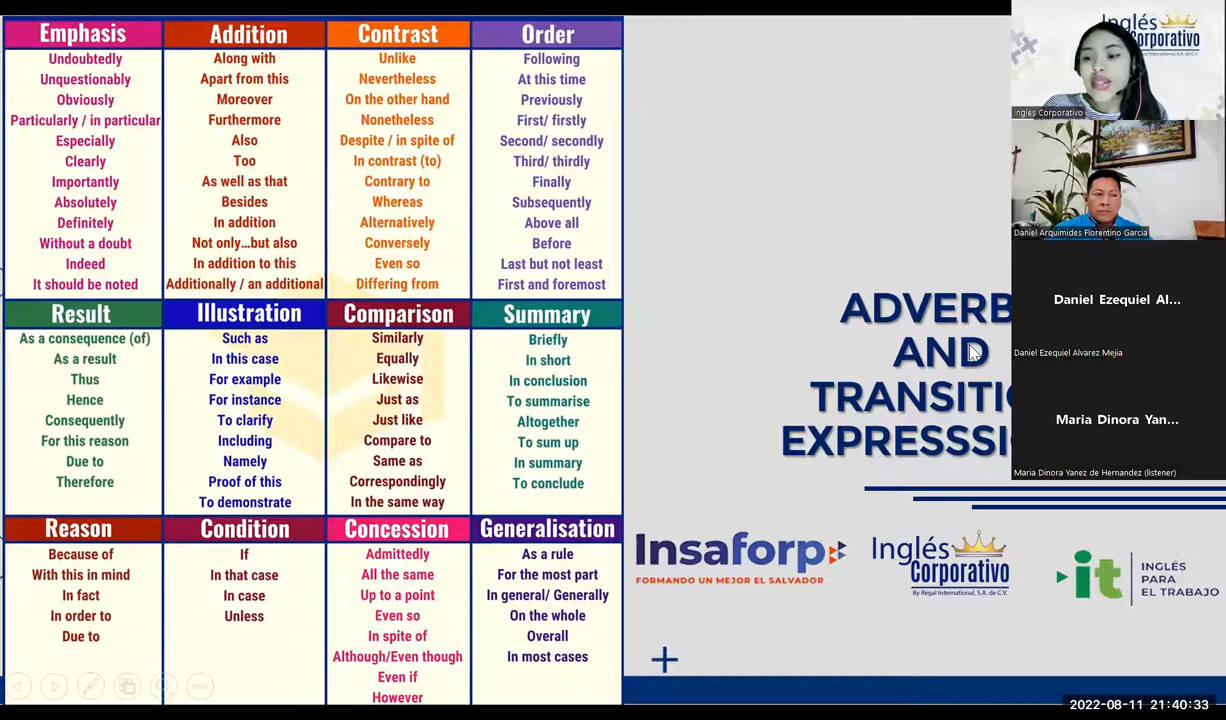 Emphasis
Undoubtedly
Unquestionably
Obviously
Particularly / in particular
Especially
Clearly
Importantly
Absolutely
Definitely
Without a doubt
Indeed
It should be noted
Addition
Along with
Apart from this
Moreover
Furthermore
Also
Too
As well as that
Besides
In addition
Not only...but also
In addition to this
Additionally / an additional
Contrast
Unlike
Nevertheless
On the other hand
Nonetheless
Despite / in spite of
In contrast (to)
Contrary to
Whereas
Alternatively
Conversely
Even so
Differing from
Order
Following
At this time
Previously
First/ firstly
Second/ secondly
Third/ thirdly
Finally
Subsequently
Above all
Before
Last but not least
First and foremost
Result
As a consequence (of)
As a result
Thus
Hence
Consequently
For this reason
Due to
Therefore
Illustration
Such as
In this case
For example
For instance
To clarify
Including
Namely
Proof of this
To demonstrate
Comparison
Similarly
Equally
Likewise
Just as
Just like
Compare to
Same as
Correspondingly
In the same way
Summary
Briefly
In short
In conclusion
To summarise
Altogether
To sum up
In summary
To conclude
Reason
Because of
With this in mind
In fact
In order to
Due to
Condition
If
In that case
In case
Unless
Concession
Admittedly
All the same
Up to a point
Even so
In spite of
Although/Even though
Even if
However
Generalisation
As a rule
For the most part
In general/ Generally
On the whole
Overall
In most cases
ADVERB
AND
TRANSITI
EXPRESSSI
Insaforp
FORMANDO UN MEJOR EL SALVADOR
Inglés
Corporativo
By Regal International, S.A. de C.V.
it
INGLÉS
PARA
EL TRABAJO
Inglés
Corporativo
Ingles Corporativo
Daniel Arquimides Florentino Garcia
Daniel Ezequiel Al...
Daniel Ezequiel Alvarez Mejia
Maria Dinora Yan...
Maria Dinora Yanez de Hernandez (listener)
2022-08-11 21:40:33